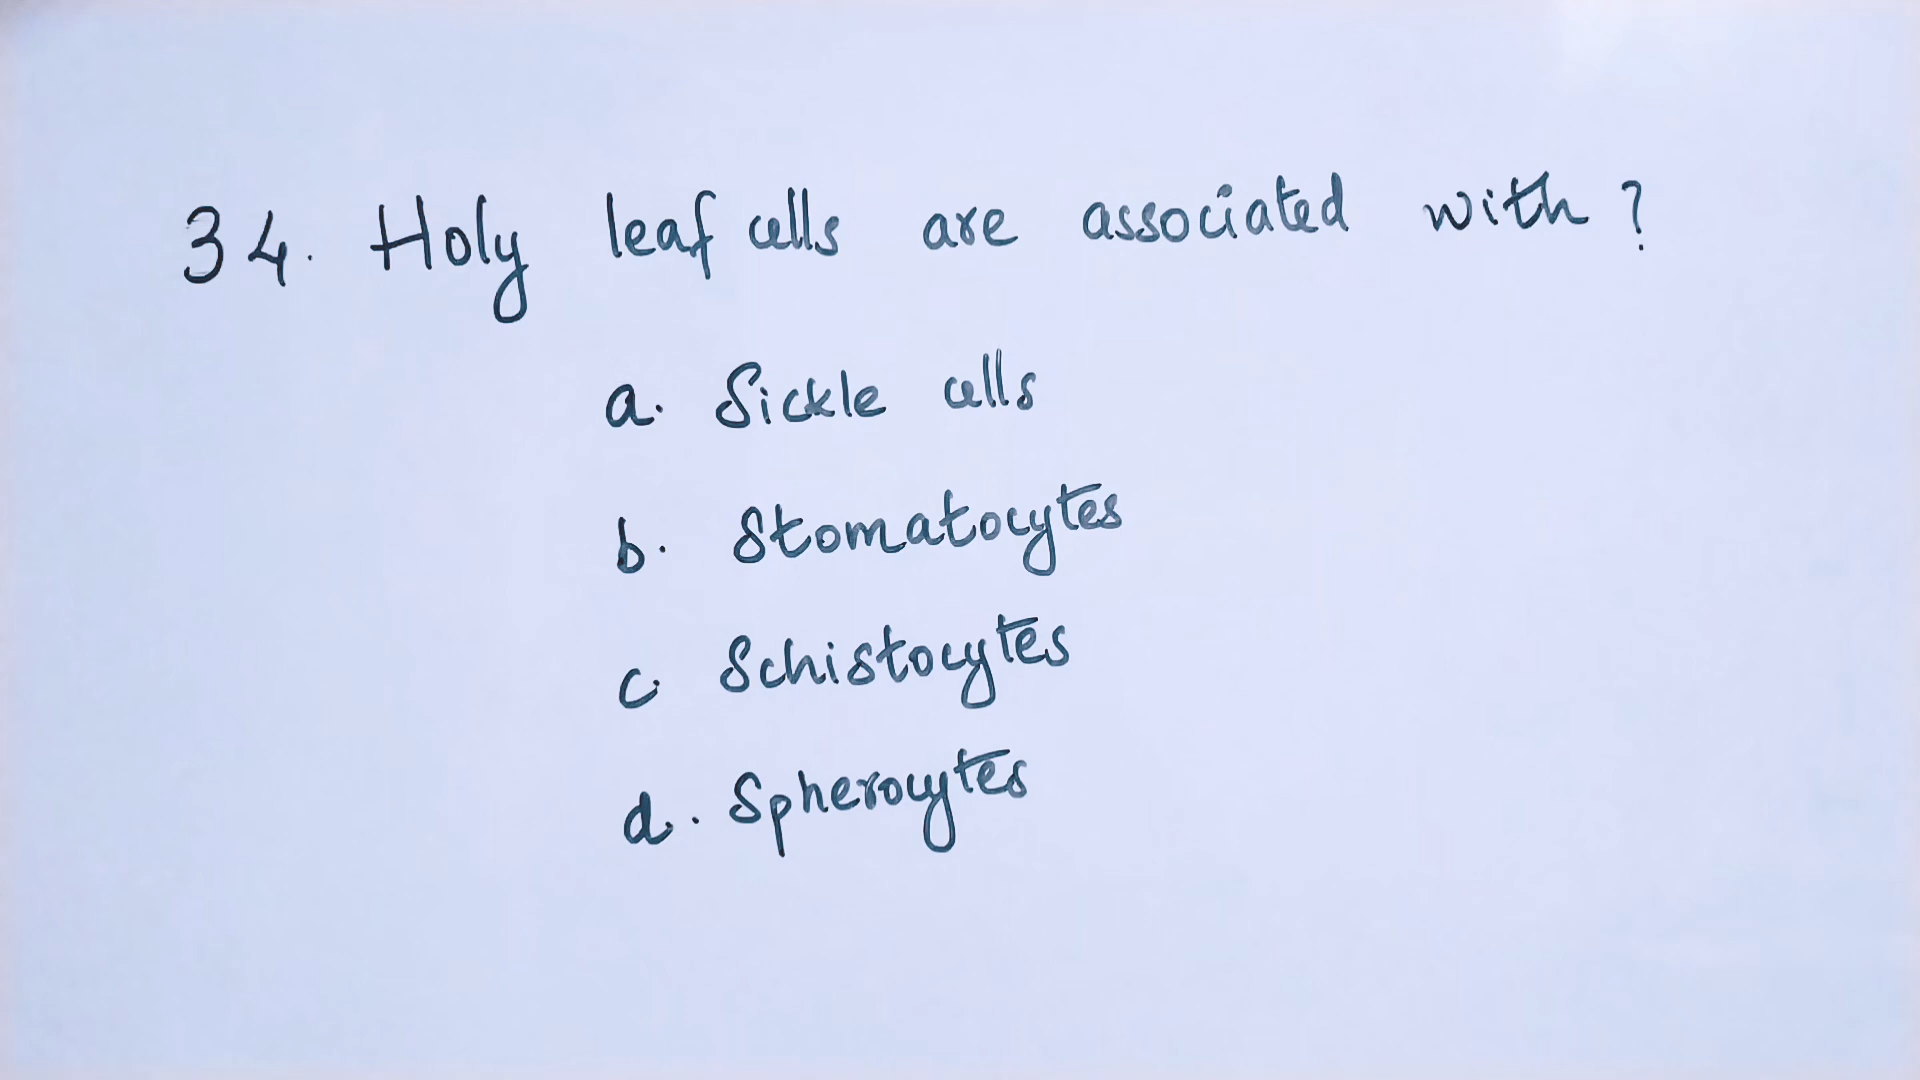 34. Holy leaf cells are associated with?
a. Sickle cells
b. Stomatocytes
c. Schistocytes
d. Spherocytes